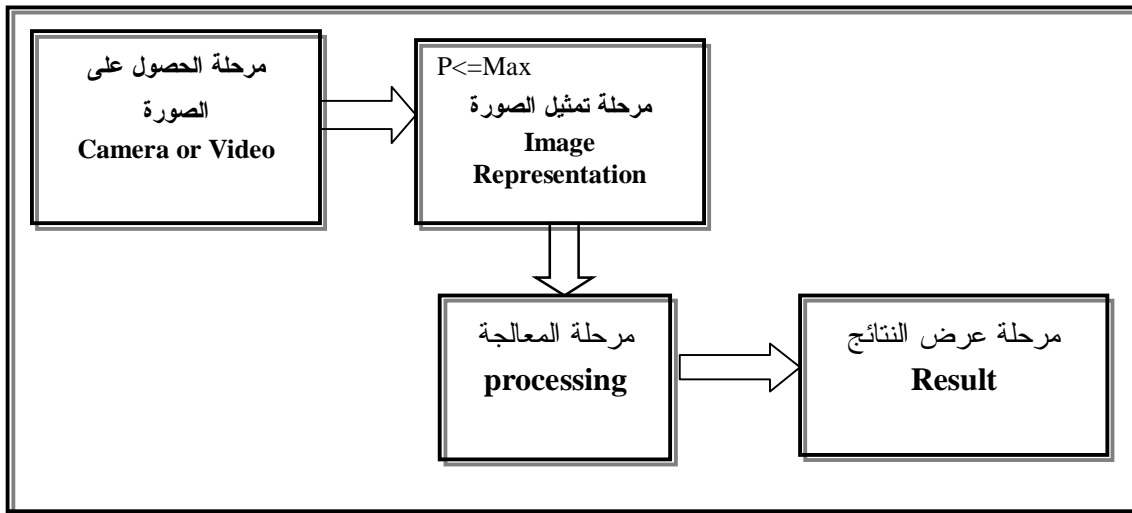 مرحلة الحصول على
الصورة
Camera or Video
P<=Max
مرحلة تمثيل الصورة
Image
Representation
مرحلة المعالجة
processing
مرحلة عرض النتائج
Result